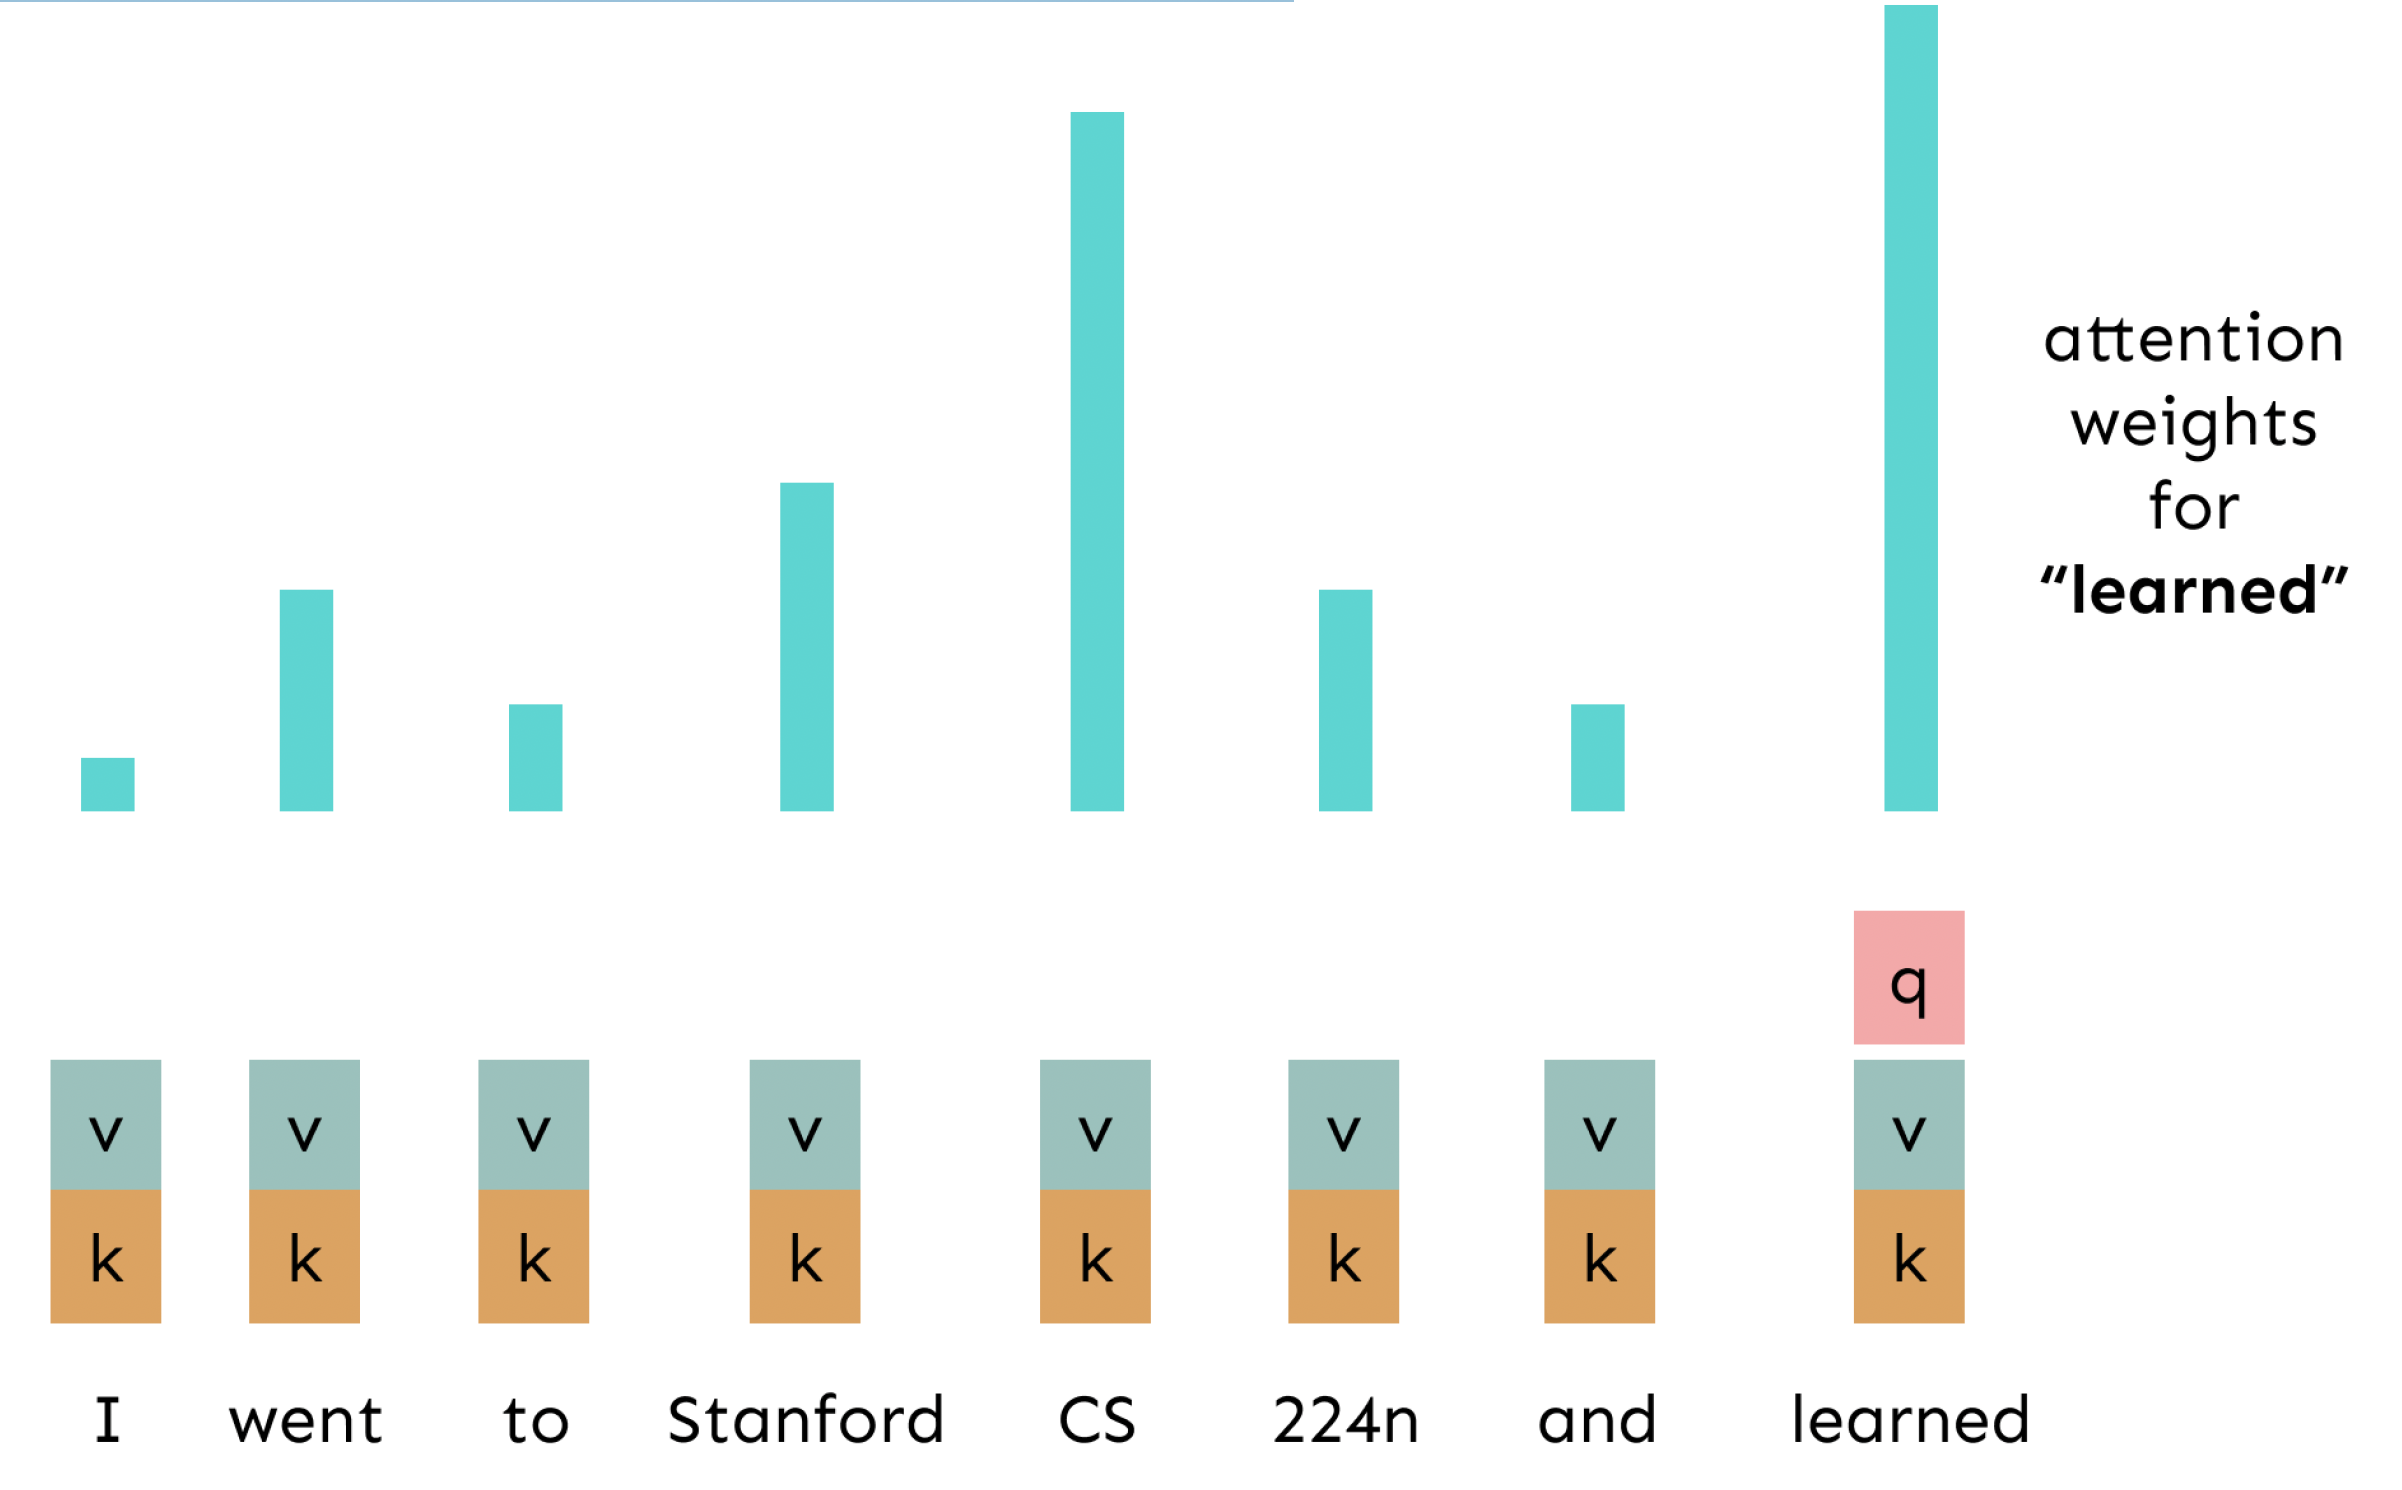 attention
weights
for
“learned”
q
v v v v v v v v
k k k k k k k k
I went to Stanford CS 224n and learned